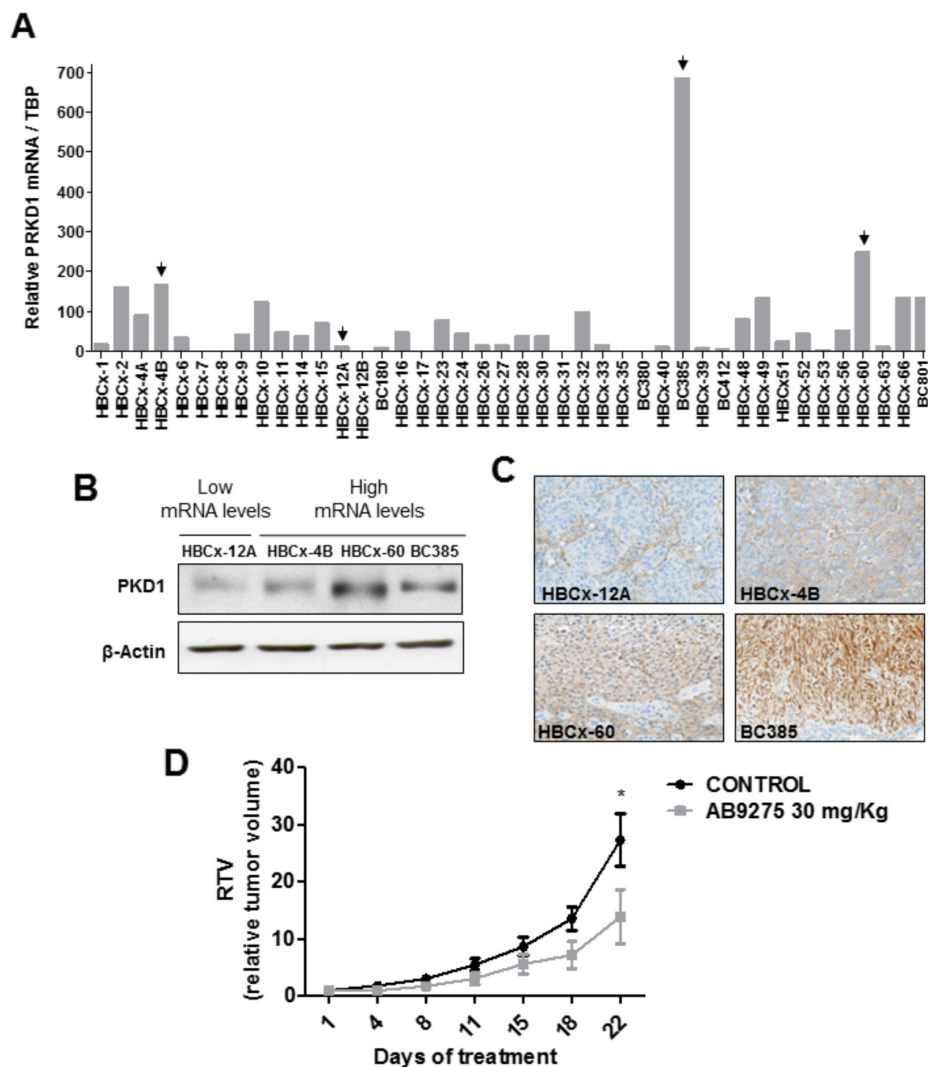 A
Relative PRKD1 mRNA / TBP
700
600
500
400
300
200
100
0
HBCx-1
HBCx-2
HBCx-4A
HBCx-4B
HBCx-6
HBCx-7
HBCx-8
HBCx-9
HBCx-10
HBCx-11
HBCx-14
HBCx-15
HBCx-12A
HBCx-12B
BC180
HBCx-16
HBCx-17
HBCx-23
HBCx-24
HBCx-26
HBCx-27
HBCx-28
HBCx-30
HBCx-31
HBCx-32
HBCx-33
HBCx-35
BC380
HBCx-40
BC385
HBCx-39
BC412
HBCx-48
HBCx-49
HBCx51
HBCx-52
HBCx-53
HBCx-56
HBCx-60
HBCx-63
HBCx-66
BC801
B
Low
mRNA levels
High
mRNA levels
HBCx-12A HBCx-4B HBCx-60 BC385
PKD1
β-Actin
C
HBCx-12A
HBCx-4B
HBCx-60
BC385
D
RTV
(relative tumor volume)
40
30
20
10
0
*
1 4 8 11 15 18 22
Days of treatment
CONTROL
AB9275 30 mg/Kg